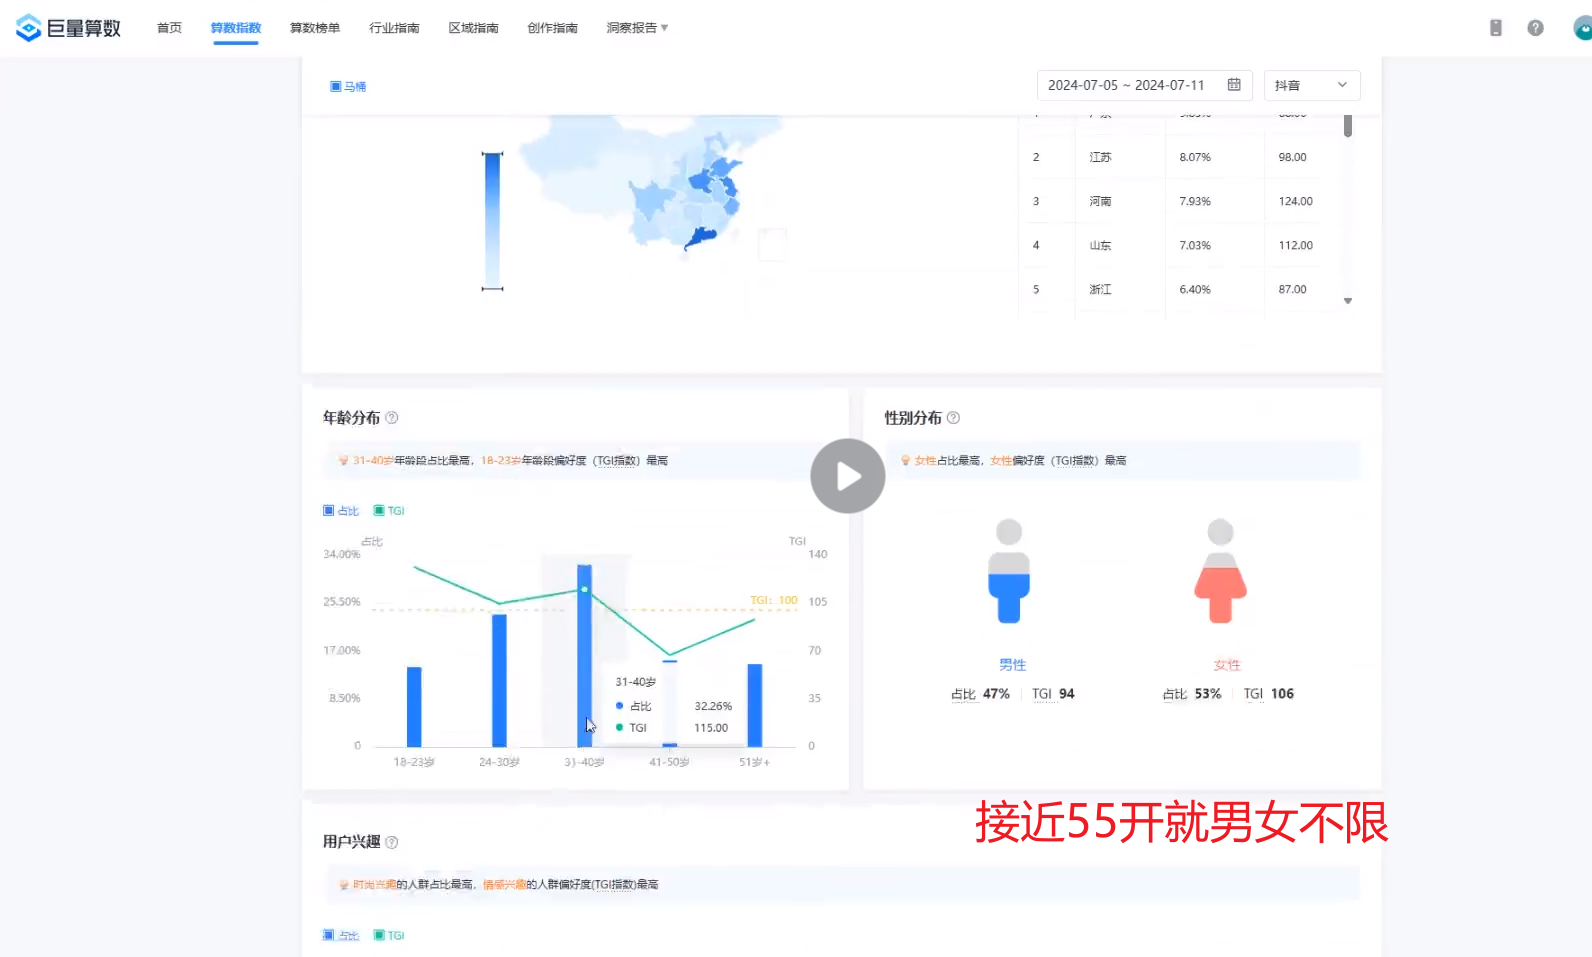 巨量算数 首页 算数指数 算数榜单 行业指南 区域指南 创作指南 洞察报告
马桶 2024-07-05 ~ 2024-07-11 抖音
2 江苏 8.07% 98.00
3 河南 7.93% 124.00
4 山东 7.03% 112.00
5 浙江 6.40% 87.00
年龄分布
31-40岁年龄段占比最高，18-23岁年龄段偏好度（TGI指数）最高
占比 TGI
占比 TGI
34.00% 140
25.50% TGI：100 105
17.00% 70
8.50% 35
0 0
31-40岁
占比 32.26%
TGI 115.00
18-23岁 24-30岁 31-40岁 41-50岁 51岁+
性别分布
女性占比最高，女性偏好度（TGI指数）最高
男性 女性
占比 47% TGI 94 占比 53% TGI 106
接近55开就男女不限
用户兴趣
时尚兴趣的人群占比最高，情感兴趣的人群偏好度(TGI指数)最高
占比 TGI